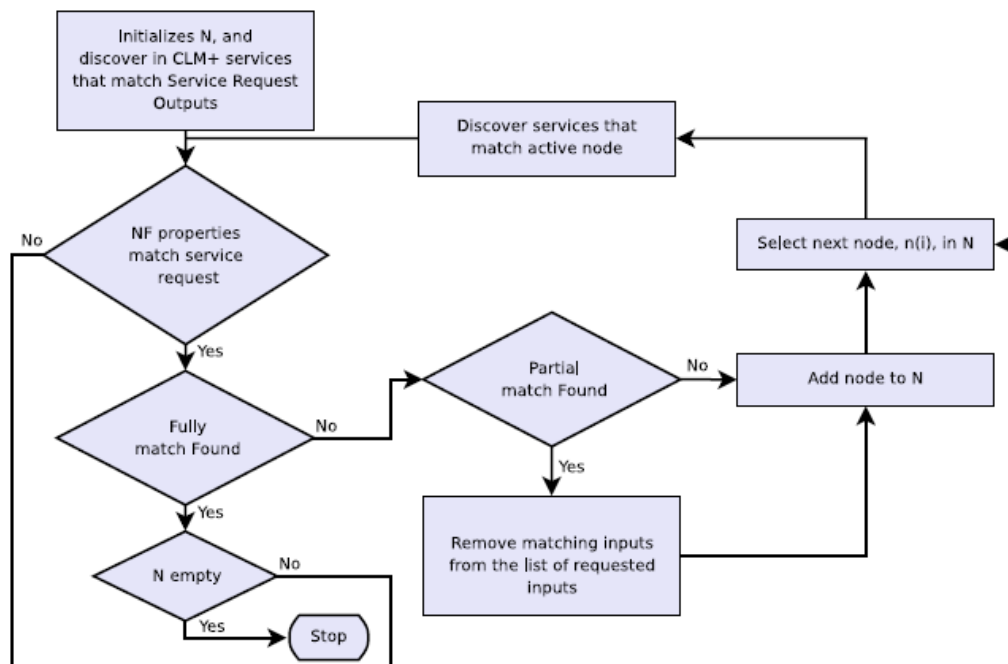 Initializes N, and
discover in CLM+ services
that match Service Request
Outputs
Discover services that
match active node
No
NF properties
match service
request
Select next node, n(i), in N
Yes
Partial
match Found
No
Add node to N
Fully
match Found
No
Yes
Yes
Remove matching inputs
from the list of requested
inputs
N empty
No
Yes
Stop